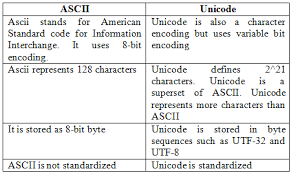 ASCII
Unicode
Ascii stands for American
Standard code for Information
Interchange. It uses 8-bit
encoding.
Unicode is also a character
encoding but uses variable bit
encoding
Ascii represents 128 characters
Unicode defines 2^21
characters. Unicode is a
superset of ASCII. Unicode
represents more characters than
ASCII
It is stored as 8-bit byte
Unicode is stored in byte
sequences such as UTF-32 and
UTF-8
ASCII is not standardized
Unicode is standardized